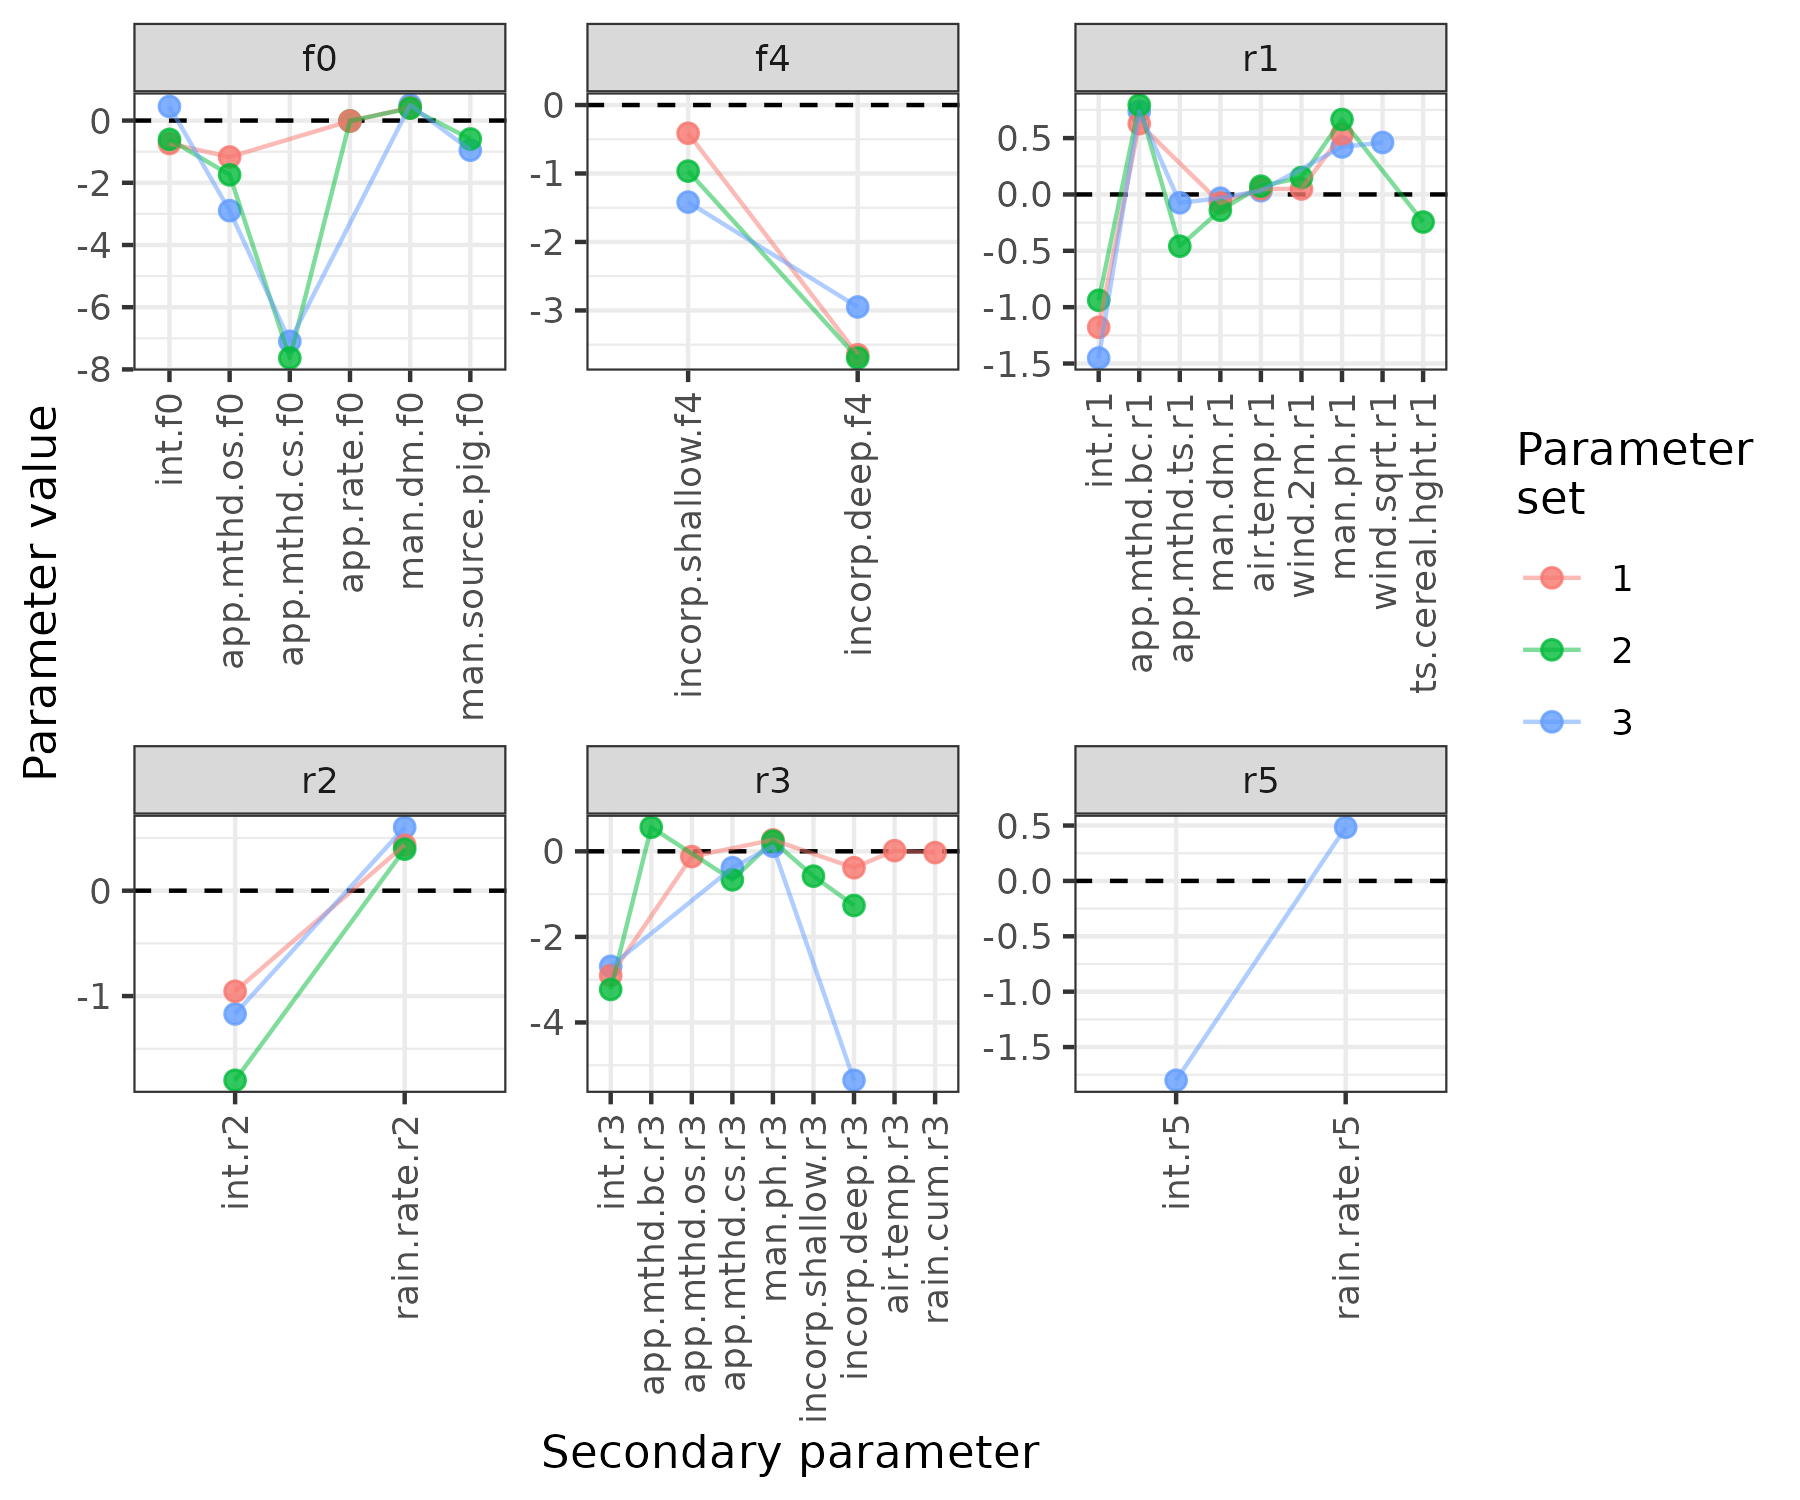 f0
f4
r1
0
-2
-4
-6
-8
0
-1
-2
-3
0.5
0.0
-0.5
-1.0
-1.5
int.f0
app.mthd.os.f0
app.mthd.cs.f0
app.rate.f0
man.dm.f0
man.source.pig.f0
incorp.shallow.f4
incorp.deep.f4
int.r1
app.mthd.bc.r1
app.mthd.ts.r1
man.dm.r1
air.temp.r1
wind.2m.r1
man.ph.r1
wind.sqrt.r1
ts.cereal.hght.r1
r2
r3
r5
0
-1
0
-2
-4
0.5
0.0
-0.5
-1.0
-1.5
int.r2
rain.rate.r2
int.r3
app.mthd.bc.r3
app.mthd.os.r3
app.mthd.cs.r3
man.ph.r3
incorp.shallow.r3
incorp.deep.r3
air.temp.r3
rain.cum.r3
int.r5
rain.rate.r5
Parameter value
Secondary parameter
Parameter
set
1
2
3